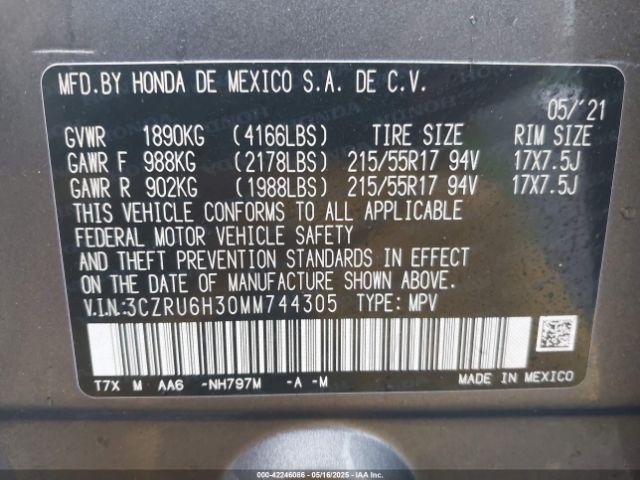 MFD.BY HONDA DE MEXICO S.A. DE C.V.
05/'21
GVWR 1890KG (4166LBS) TIRE SIZE RIM SIZE
GAWR F 988KG (2178LBS) 215/55R17 94V 17X7.5J
GAWR R 902KG (1988LBS) 215/55R17 94V 17X7.5J
THIS VEHICLE CONFORMS TO ALL APPLICABLE
FEDERAL MOTOR VEHICLE SAFETY
AND THEFT PREVENTION STANDARDS IN EFFECT
ON THE DATE OF MANUFACTURE SHOWN ABOVE.
V.I.N.:3CZRU6H30MM744305 TYPE: MPV
T7X M AA6 -NH797M -A -M
MADE IN MEXICO
000-42246086 - 05/16/2025 - IAA Inc.